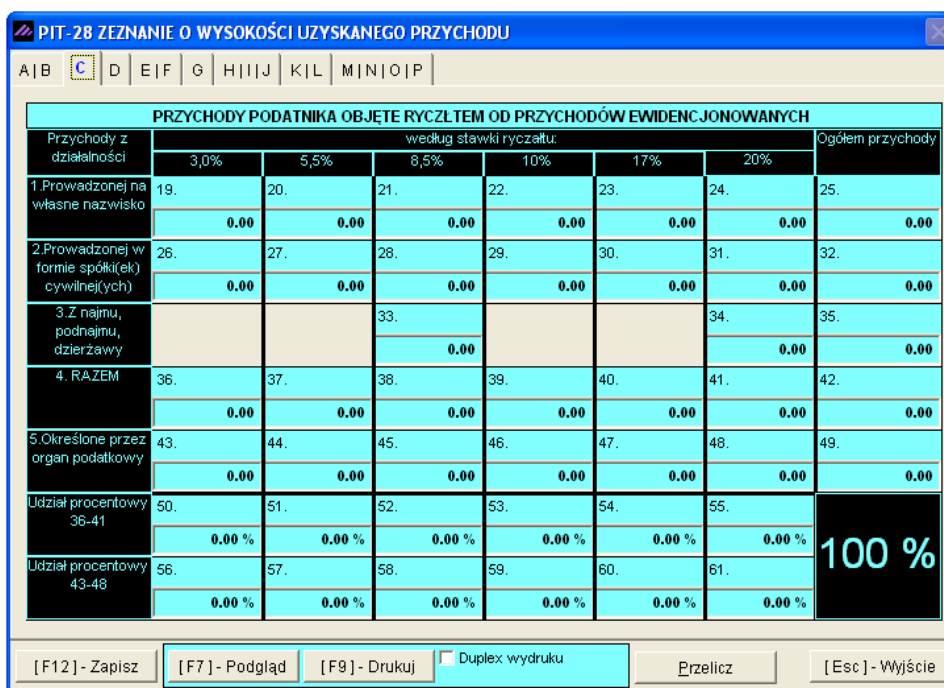 PIT-28 ZEZNANIE O WYSOKOŚCI UZYSKANEGO PRZYCHODU
A|B C D E|F G H|I|J K|L M|N|O|P
PRZYCHODY PODATNIKA OBJĘTE RYCZŁTEM OD PRZYCHODÓW EWIDENCJONOWANYCH
Przychody z działalności
według stawki ryczałtu:
Ogółem przychody
3,0% 5,5% 8,5% 10% 17% 20%
1.Prowadzonej na własne nazwisko
19. 20. 21. 22. 23. 24. 25.
0.00 0.00 0.00 0.00 0.00 0.00 0.00
2.Prowadzonej w formie spółki(ek) cywilnej(ych)
26. 27. 28. 29. 30. 31. 32.
0.00 0.00 0.00 0.00 0.00 0.00 0.00
3.Z najmu, podnajmu, dzierżawy
33. 34. 35.
0.00 0.00 0.00
4. RAZEM
36. 37. 38. 39. 40. 41. 42.
0.00 0.00 0.00 0.00 0.00 0.00 0.00
5.Określone przez organ podatkowy
43. 44. 45. 46. 47. 48. 49.
0.00 0.00 0.00 0.00 0.00 0.00 0.00
Udział procentowy 36-41
50. 51. 52. 53. 54. 55.
0.00 % 0.00 % 0.00 % 0.00 % 0.00 % 0.00 %
100 %
Udział procentowy 43-48
56. 57. 58. 59. 60. 61.
0.00 % 0.00 % 0.00 % 0.00 % 0.00 % 0.00 %
[F12]- Zapisz [F7]- Podgląd [F9]- Drukuj Duplex wydruku Przelicz [Esc]- Wyjście